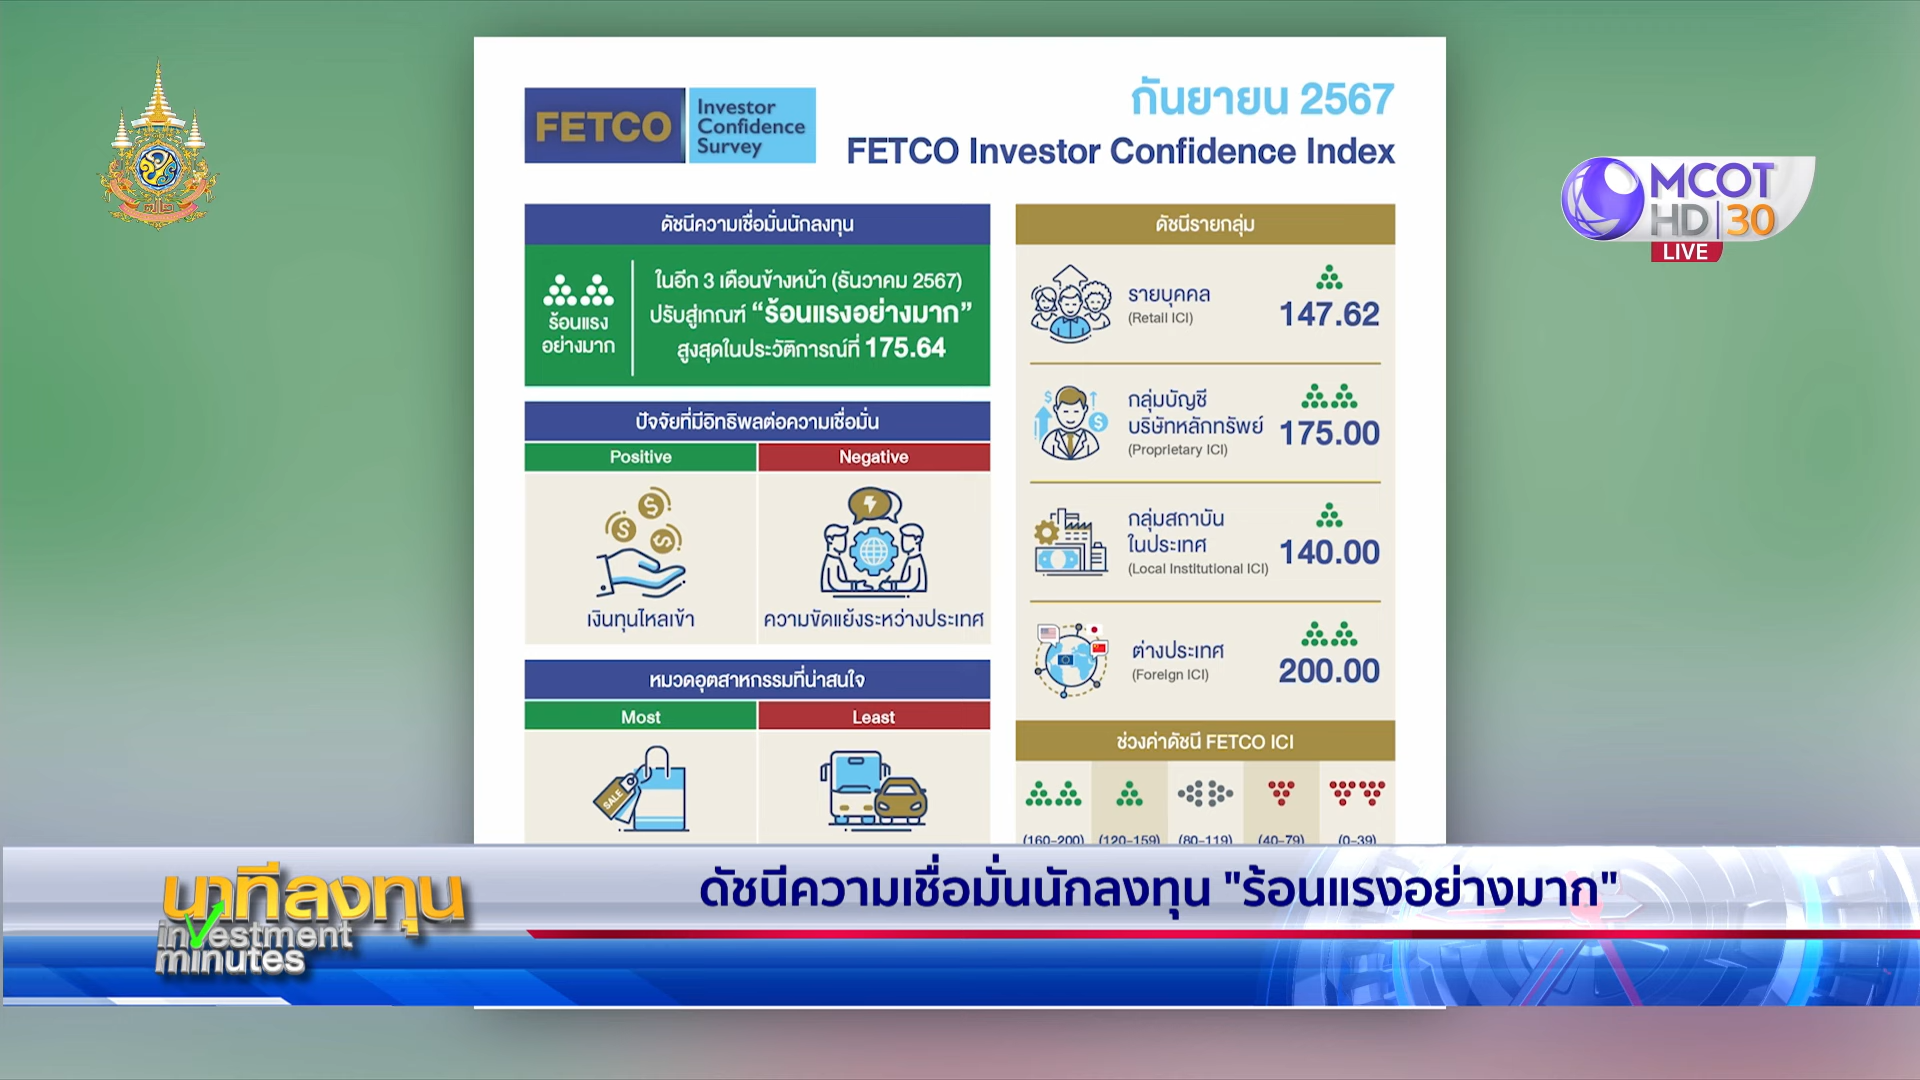 FETCO
Investor
Confidence
Survey
กันยายน 2567
FETCO Investor Confidence Index
MCOT
HD 30
LIVE
ดัชนีความเชื่อมั่นนักลงทุน
ร้อนแรง
อย่างมาก
ในอีก 3 เดือนข้างหน้า (ธันวาคม 2567)
ปรับสู่เกณฑ์ “ร้อนแรงอย่างมาก”
สูงสุดในประวัติการณ์ที่ 175.64
ปัจจัยที่มีอิทธิพลต่อความเชื่อมั่น
Positive
Negative
เงินทุนไหลเข้า
ความขัดแย้งระหว่างประเทศ
หมวดอุตสาหกรรมที่น่าสนใจ
Most
Least
SALE
ดัชนีรายกลุ่ม
รายบุคคล
(Retail ICI)
147.62
กลุ่มบัญชี
บริษัทหลักทรัพย์
(Proprietary ICI)
175.00
กลุ่มสถาบัน
ในประเทศ
(Local Institutional ICI)
140.00
ต่างประเทศ
(Foreign ICI)
200.00
ช่วงค่าดัชนี FETCO ICI
(160-200) (120-159) (80-119) (40-79) (0-39)
นาทีลงทุน
investment
minutes
ดัชนีความเชื่อมั่นนักลงทุน "ร้อนแรงอย่างมาก"